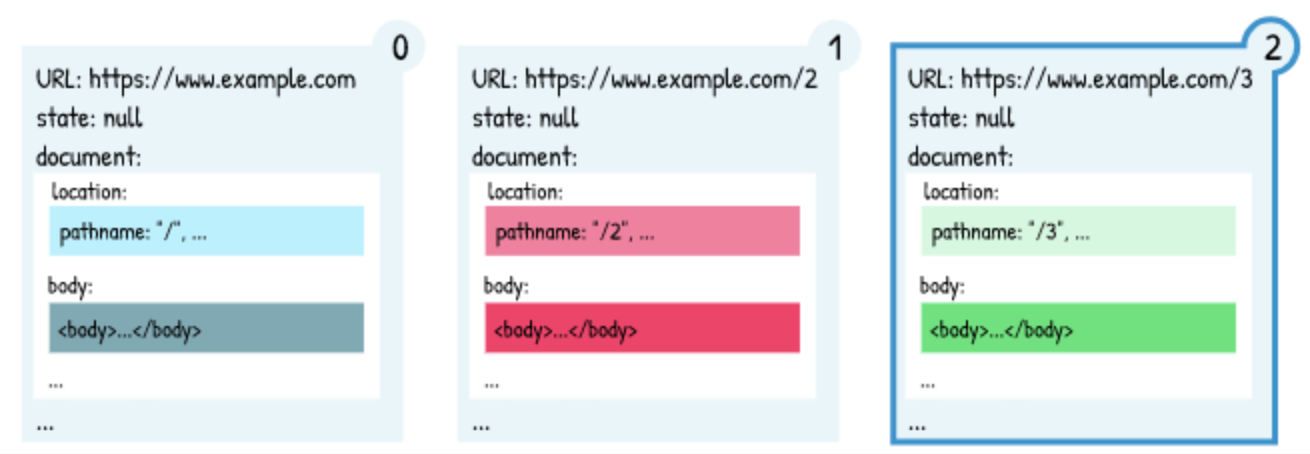 0
URL: https://www.example.com
state: null
document:
location:
pathname: "/", ...
body:
<body>...</body>
...
...
1
URL: https://www.example.com/2
state: null
document:
location:
pathname: "/2", ...
body:
<body>...</body>
...
...
2
URL: https://www.example.com/3
state: null
document:
location:
pathname: "/3", ...
body:
<body>...</body>
...
...